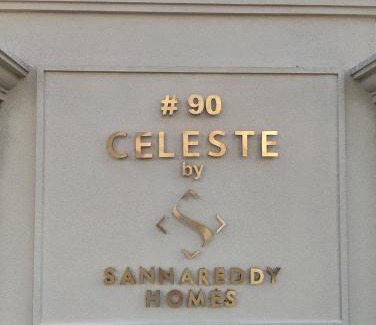 # 90
CELESTE
by
SANNAREDDY
HOMES